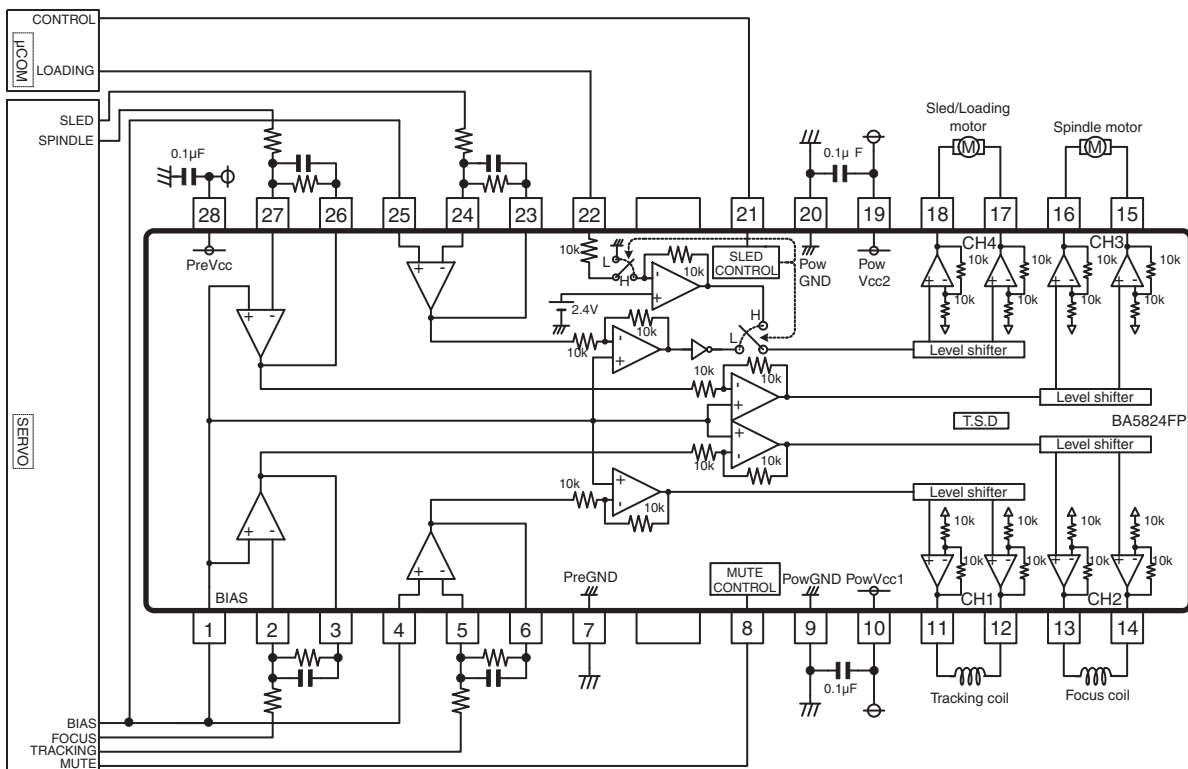 CONTROL
µCOM
LOADING
SLED
SPINDLE
0.1µF
Sled/Loading
motor
M
Spindle motor
M
0.1µ F
28
27
26
25
24
23
22
21
20
19
18
17
16
15
PreVcc
10k
L
H
10k
SLED
CONTROL
Pow
GND
Pow
Vcc2
CH4
CH3
10k
10k
10k
10k
10k
10k
10k
10k
2.4V
10k
10k
L
H
Level shifter
10k
10k
Level shifter
T.S.D
BA5824FP
SERVO
10k
10k
Level shifter
10k
10k
Level shifter
10k
10k
10k
10k
10k
10k
10k
10k
BIAS
PreGND
MUTE
CONTROL
PowGND
PowVcc1
CH1
CH2
1
2
3
4
5
6
7
8
9
10
11
12
13
14
0.1µF
Tracking coil
Focus coil
BIAS
FOCUS
TRACKING
MUTE